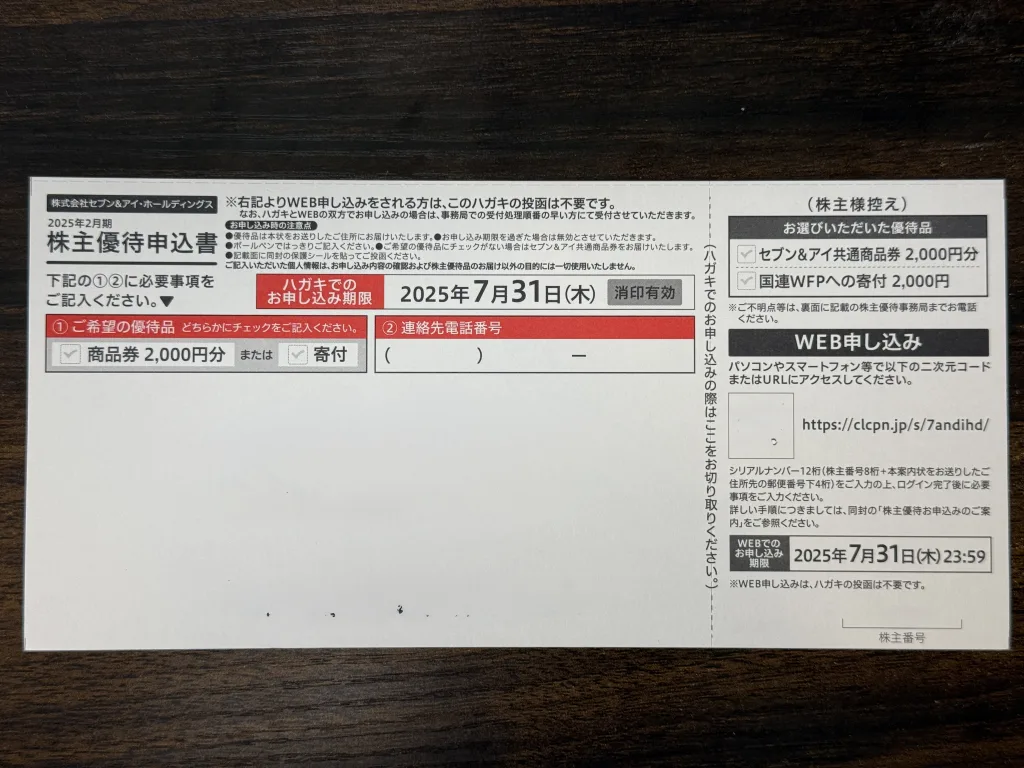 株式会社セブン&アイ・ホールディングス
2025年2月期
株主優待申込書
※右記よりWEB申し込みをされる方は、このハガキの投函は不要です。
なお、ハガキとWEBの双方でお申し込みの場合は、事務局での受付処理順番の早い方にて受付させていただきます。
お申し込み時の注意点
●優待品は本状をお送りしたご住所にお届けいたします。●お申し込み期限を過ぎた場合は無効とさせていただきます。
●ボールペンではっきりご記入ください。●ご希望の優待品にチェックがない場合はセブン&アイ共通商品券をお届けいたします。
●記載面に同封の保護シールを貼ってご投函ください。
ご記入いただいた個人情報は、お申し込み内容の確認および株主優待品のお届け以外の目的には一切使用いたしません。
下記の①②に必要事項を
ご記入ください。▼
ハガキでの
お申し込み期限
2025年7月31日(木)
消印有効
① ご希望の優待品 どちらかにチェックをご記入ください。
商品券 2,000円分 または 寄付
② 連絡先電話番号
( ) ー
(ハガキでのお申し込みの際はここをお切り取りください。)
(株主様控え)
お選びいただいた優待品
セブン&アイ共通商品券 2,000円分
国連WFPへの寄付 2,000円
※ご不明点等は、裏面に記載の株主優待事務局までお電話
ください。
WEB申し込み
パソコンやスマートフォン等で以下の二次元コード
またはURLにアクセスしてください。
https://clcpn.jp/s/7andihd/
シリアルナンバー12桁(株主番号8桁+本案内状をお送りしたご
住所先の郵便番号下4桁)をご入力の上、ログイン完了後に必要
事項をご入力ください。
詳しい手順につきましては、同封の「株主優待お申込みのご案
内」をご参照ください。
WEBでの
お申し込み
期限
2025年7月31日(木)23:59
※WEB申し込みは、ハガキの投函は不要です。
株主番号